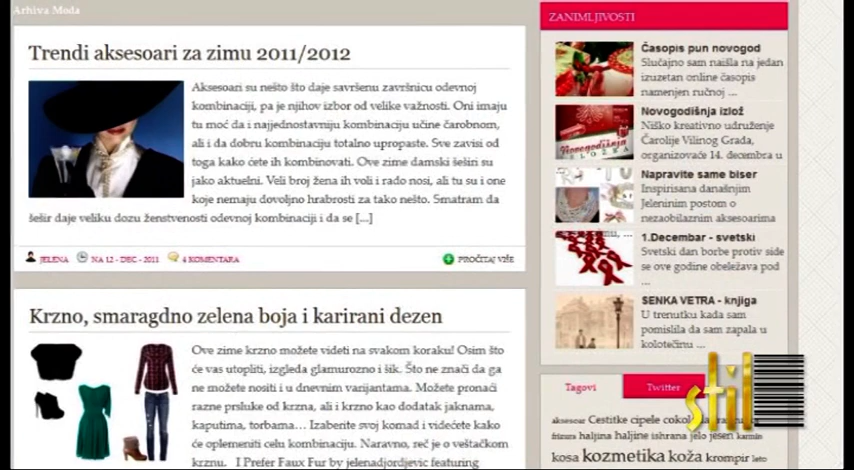 Arhiva Moda
Trendi aksesoari za zimu 2011/2012
Aksesoari su nešto što daje savršenu završnicu odevnoj
kombinaciji, pa je njihov izbor od velike važnosti. Oni imaju
tu moć da i najjednostavniju kombinaciju učine čarobnom,
ali i da dobru kombinaciju totalno upropaste. Sve zavisi od
toga kako ćete ih kombinovati. Ove zime damski šeširi su
jako aktuelni. Veli broj žena ih voli i rado nosi, ali tu su i one
koje nemaju dovoljno hrabrosti za tako nešto. Smatram da
šešir daje veliku dozu ženstvenosti odevnoj kombinaciji i da se [...]
JELENA NA 12 - DEC - 2011 4 KOMENTARA PROČITAJ VIŠE
Krzno, smaragdno zelena boja i karirani dezen
Ove zime krzno možete videti na svakom koraku! Osim što
će vas utopliti, izgleda glamurozno i šik. Što ne znači da ga
ne možete nositi i u dnevnim varijantama. Možete pronaći
razne prsluke od krzna, ali i krzno kao dodatak jaknama,
kaputima, torbama... Izaberite svoj komad i videćete kako
će oplemeniti celu kombinaciju. Naravno, reč je o veštačkom
krznu. I Prefer Faux Fur by jelenadjordjevic featuring
ZANIMLJIVOSTI
Časopis pun novogod
Slučajno sam naišla na jedan
izuzetan online časopis
namenjen ručnoj ...
Novogodišnja izlož
Niško kreativno udruženje
Čarolije Vilinog Grada,
organizovaće 14. decembra u
Novogodišnja
Napravite same biser
Inspirisana današnjim
Jeleninim postom o
nezaobilaznim aksesoarima
1.Decembar - svetski
Svetski dan borbe protiv side
se ove godine obeležava pod
...
SENKA VETRA - knjiga
U trenutku kada sam
pomislila da sam zapala u
kolotečinu ...
Tagovi Twitter
aksesoar Cestitke cipele
frizura haljina haljine ishrana jelo jesen karmin
kosa kozmetika koža krompir leto
stil